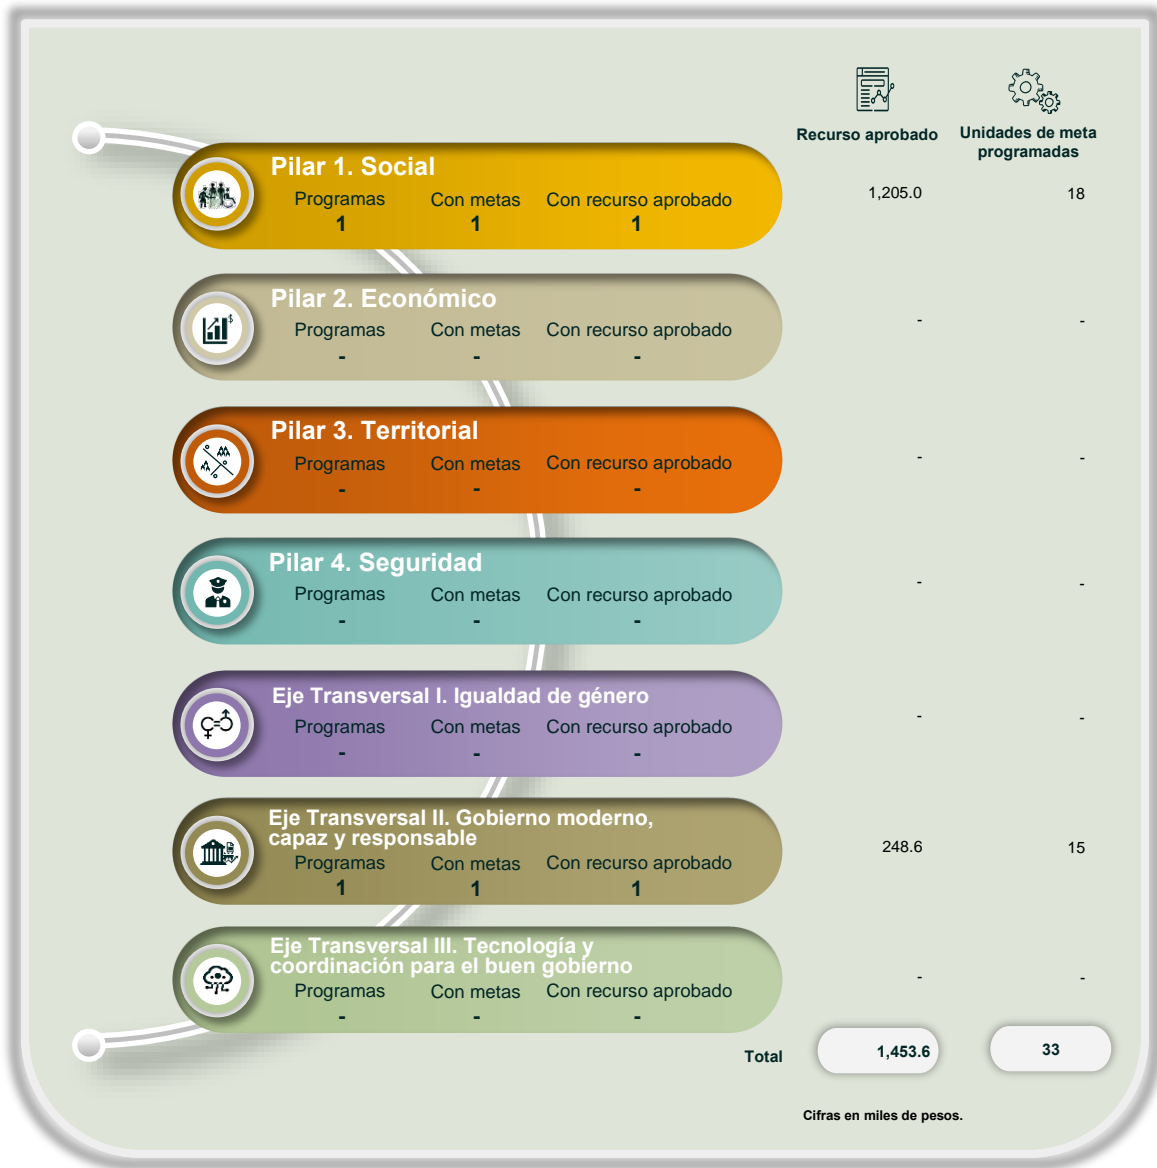 Recurso aprobado
Unidades de meta
programadas
Pilar 1. Social
Programas Con metas Con recurso aprobado
1 1 1
1,205.0 18
Pilar 2. Económico
Programas Con metas Con recurso aprobado
- - -
- -
Pilar 3. Territorial
Programas Con metas Con recurso aprobado
- - -
- -
Pilar 4. Seguridad
Programas Con metas Con recurso aprobado
- - -
- -
Eje Transversal I. Igualdad de género
Programas Con metas Con recurso aprobado
- - -
- -
Eje Transversal II. Gobierno moderno,
capaz y responsable
Programas Con metas Con recurso aprobado
1 1 1
248.6 15
Eje Transversal III. Tecnología y
coordinación para el buen gobierno
Programas Con metas Con recurso aprobado
- - -
- -
Total 1,453.6 33
Cifras en miles de pesos.